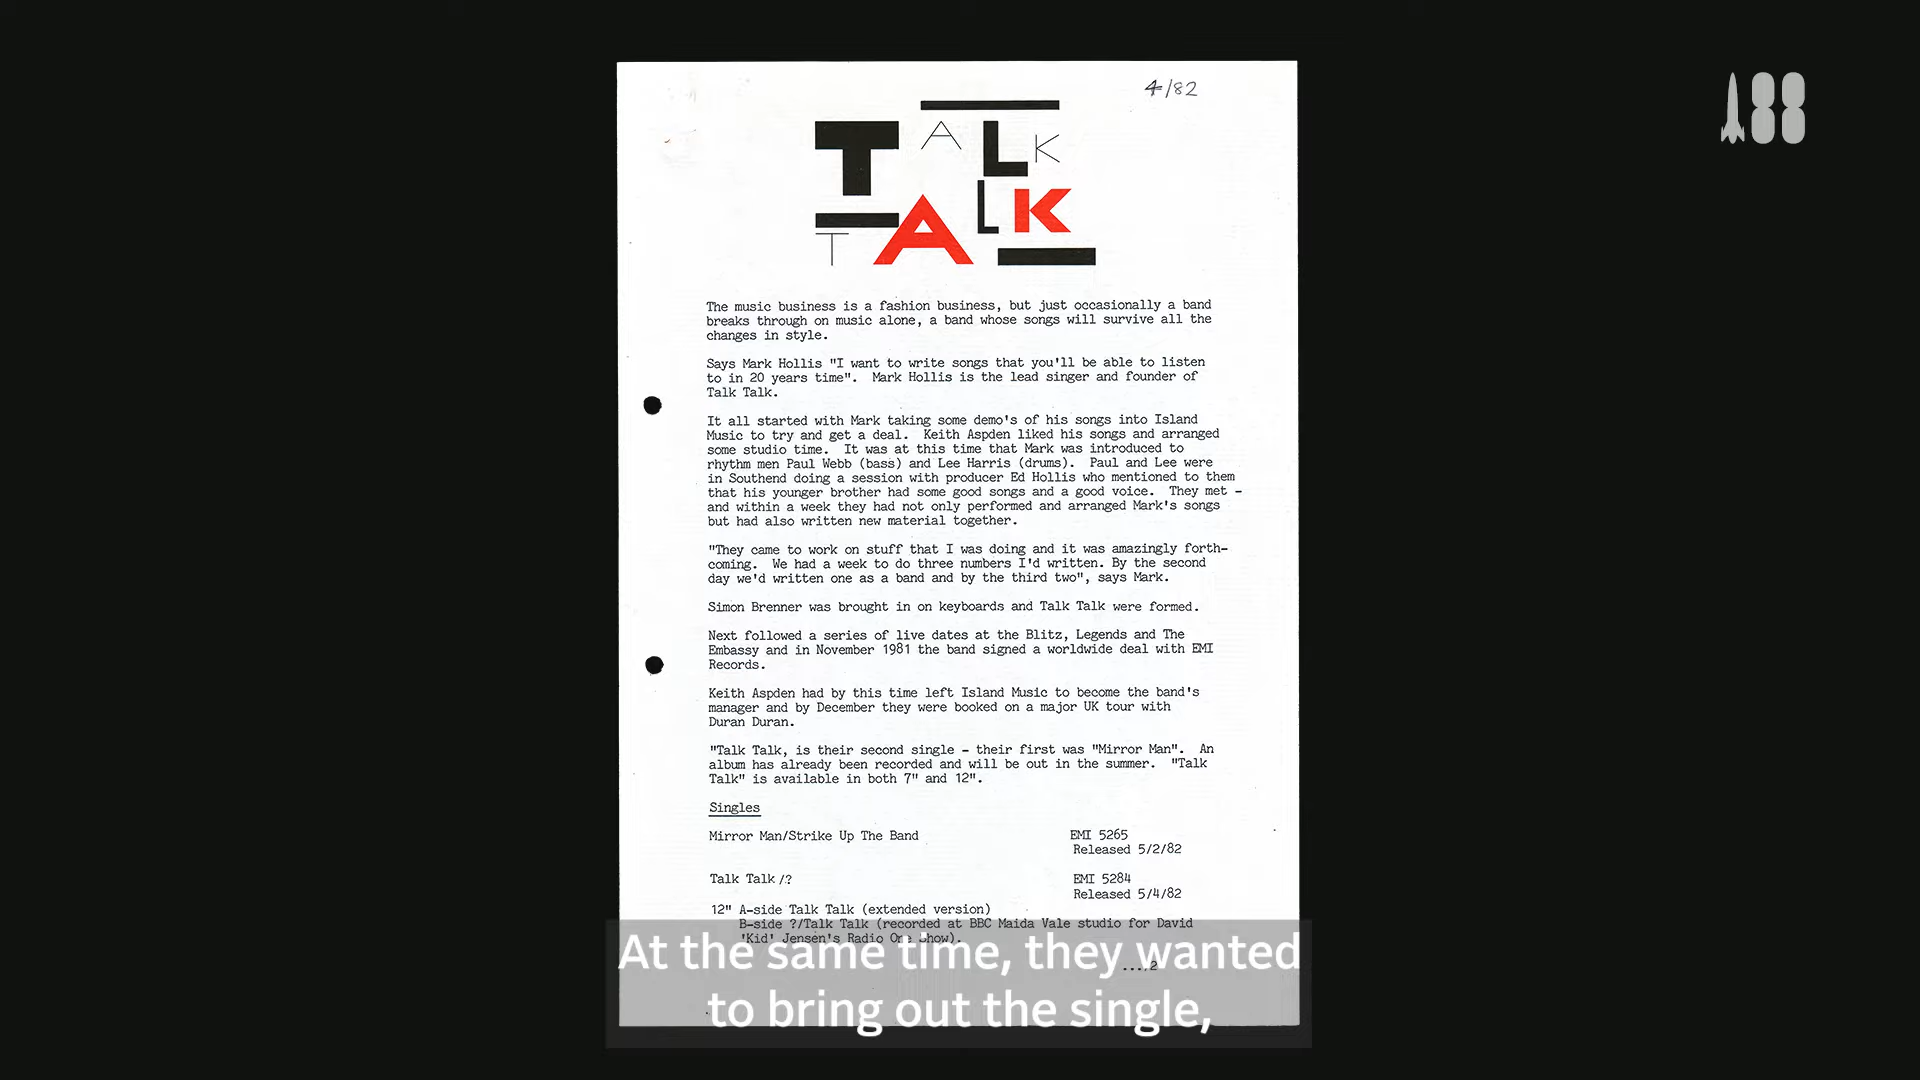 4/82
88
TALK
TALK
The music business is a fashion business, but just occasionally a band
breaks through on music alone, a band whose songs will survive all the
changes in style.
Says Mark Hollis "I want to write songs that you'll be able to listen
to in 20 years time". Mark Hollis is the lead singer and founder of
Talk Talk.
It all started with Mark taking some demo's of his songs into Island
Music to try and get a deal. Keith Aspden liked his songs and arranged
some studio time. It was at this time that Mark was introduced to
rhythm men Paul Webb (bass) and Lee Harris (drums). Paul and Lee were
in Southend doing a session with producer Ed Hollis who mentioned to them
that his younger brother had some good songs and a good voice. They met -
and within a week they had not only performed and arranged Mark's songs
but had also written new material together.
"They came to work on stuff that I was doing and it was amazingly forth-
coming. We had a week to do three numbers I'd written. By the second
day we'd written one as a band and by the third two", says Mark.
Simon Brenner was brought in on keyboards and Talk Talk were formed.
Next followed a series of live dates at the Blitz, Legends and The
Embassy and in November 1981 the band signed a worldwide deal with EMI
Records.
Keith Aspden had by this time left Island Music to become the band's
manager and by December they were booked on a major UK tour with
Duran Duran.
"Talk Talk, is their second single - their first was "Mirror Man". An
album has already been recorded and will be out in the summer. "Talk
Talk" is available in both 7" and 12".
Singles
Mirror Man/Strike Up The Band EMI 5265
Released 5/2/82
Talk Talk /? EMI 5284
Released 5/4/82
12" A-side Talk Talk (extended version)
B-side ?/Talk Talk (recorded at BBC Maida Vale studio for David
'Kid' Jensen's Radio One Show).
..../2
At the same time, they wanted
to bring out the single,